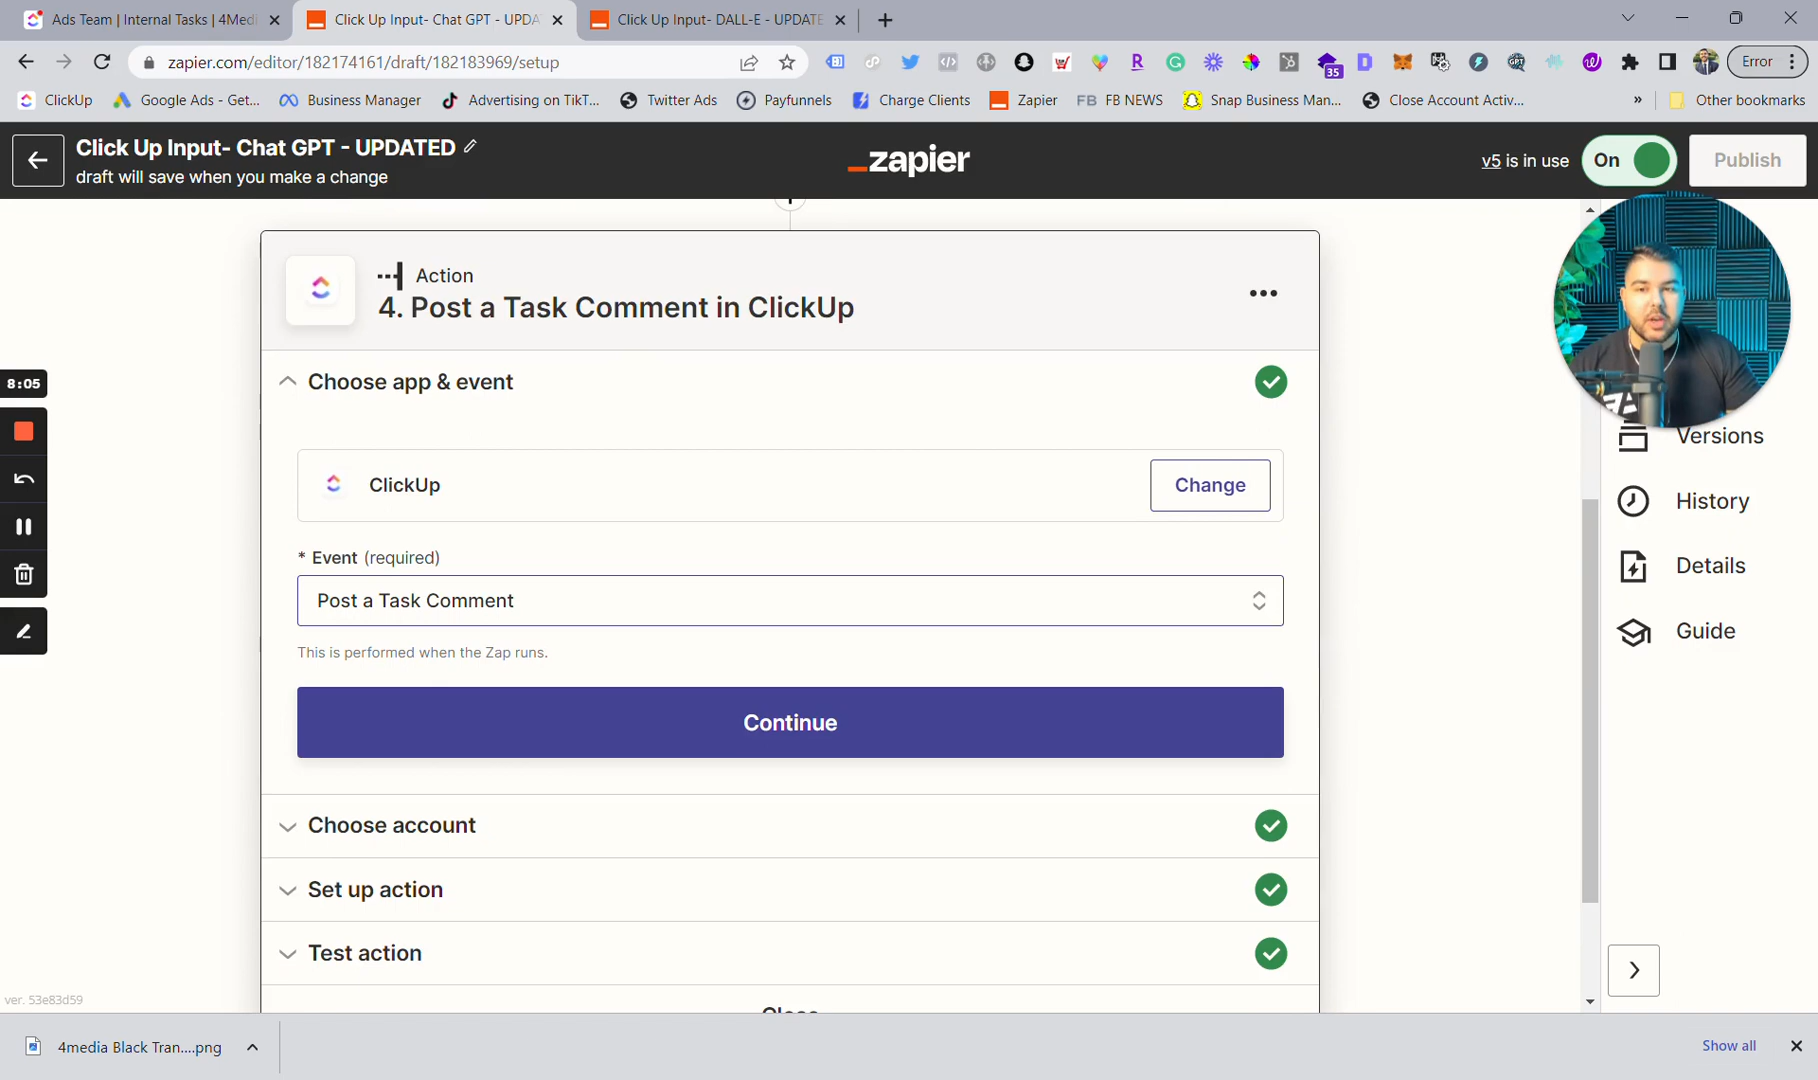 Ads Team | Internal Tasks | 4Med
Click Up Input- Chat GPT - UPDA
Click Up Input- DALL-E - UPDATE
zapier.com/editor/182174161/draft/182183969/setup
35
Error
ClickUp
Google Ads - Get...
Business Manager
Advertising on TikT...
Twitter Ads
Payfunnels
Charge Clients
Zapier
FB FB NEWS
Snap Business Man...
Close Account Activ...
»
Other bookmarks
Click Up Input- Chat GPT - UPDATED
draft will save when you make a change
zapier
v5 is in use
On
Publish
Action
4. Post a Task Comment in ClickUp
8:05
Choose app & event
ClickUp
Change
* Event (required)
Post a Task Comment
This is performed when the Zap runs.
Continue
Choose account
Set up action
Test action
Close
Versions
History
Details
Guide
ver. 53e83d59
4media Black Tran....png
Show all